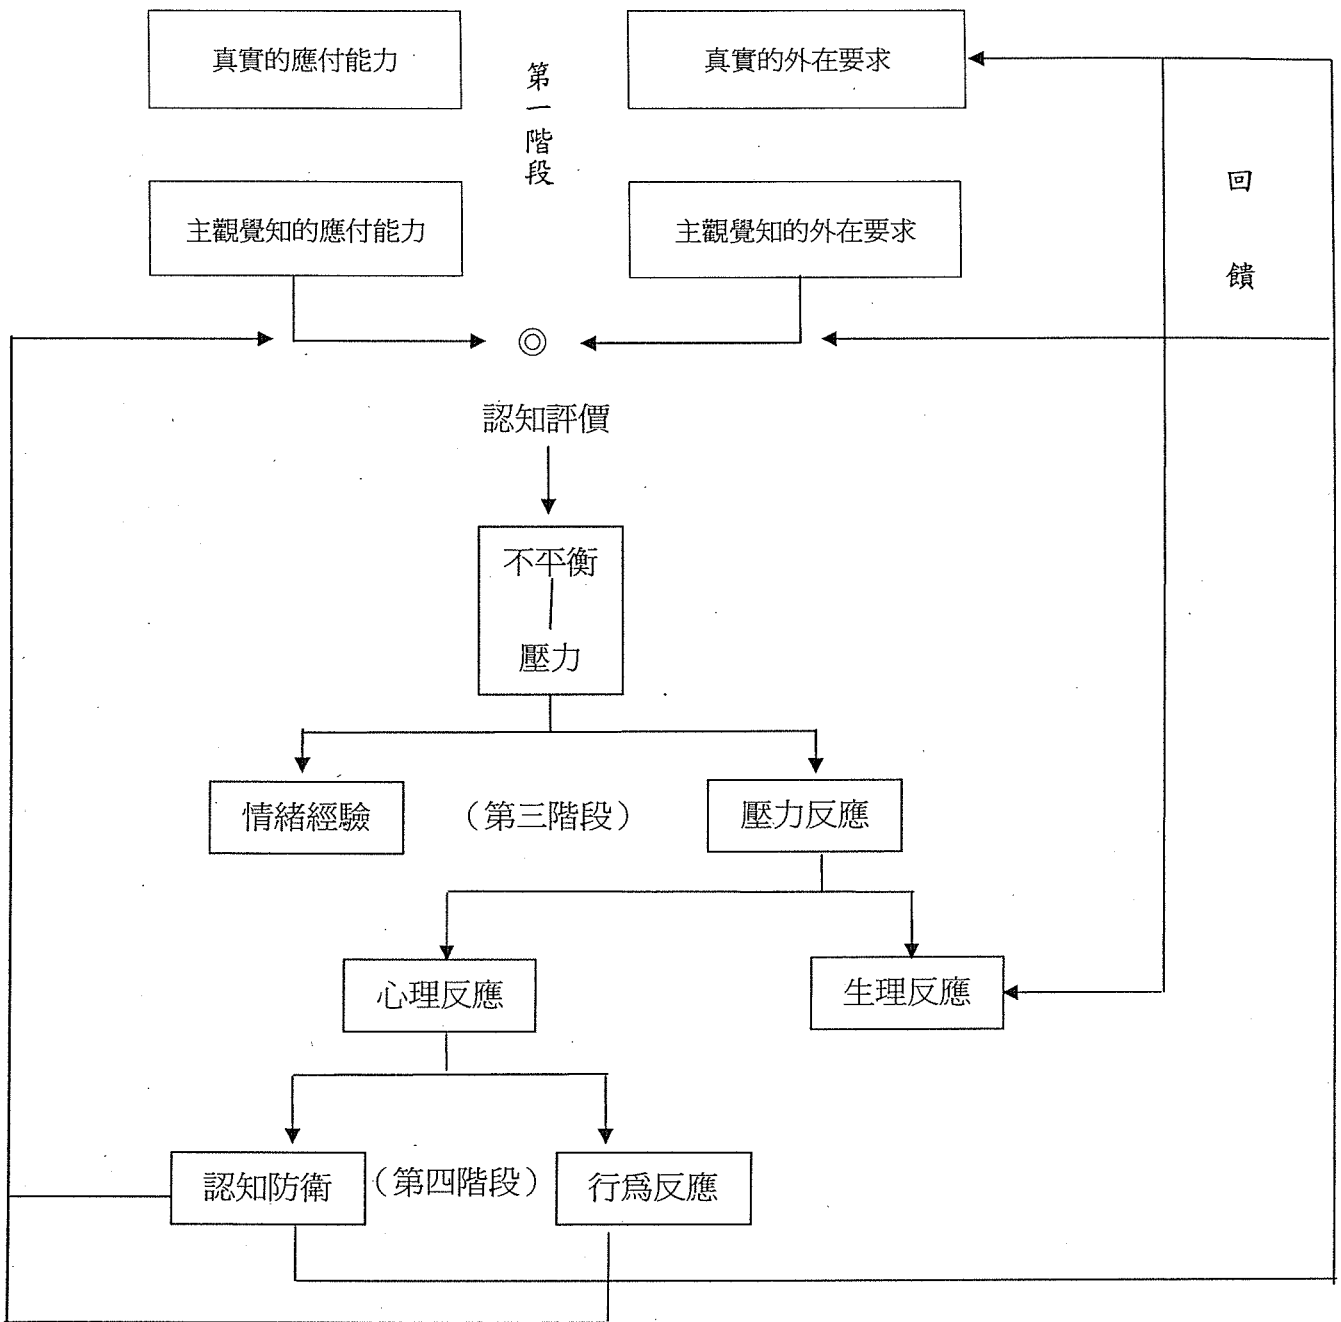 真實的應付能力
真實的外在要求
第一階段
主觀覺知的應付能力
主觀覺知的外在要求
回饋
◎
認知評價
不平衡
壓力
情緒經驗
（第三階段）
壓力反應
心理反應
生理反應
認知防衛
（第四階段）
行為反應